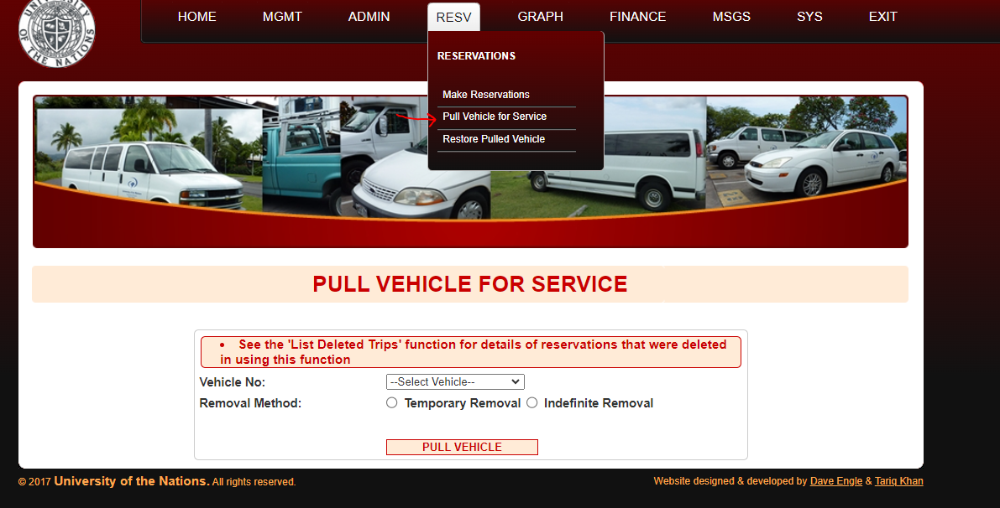 UNIVERSITY OF THE NATIONS
HOME MGMT ADMIN RESV GRAPH FINANCE MSGS SYS EXIT
RESERVATIONS
Make Reservations
Pull Vehicle for Service
Restore Pulled Vehicle
PULL VEHICLE FOR SERVICE
• See the 'List Deleted Trips' function for details of reservations that were deleted
in using this function
Vehicle No: --Select Vehicle--
Removal Method: Temporary Removal Indefinite Removal
PULL VEHICLE
© 2017 University of the Nations. All rights reserved. Website designed & developed by Dave Engle & Tariq Khan